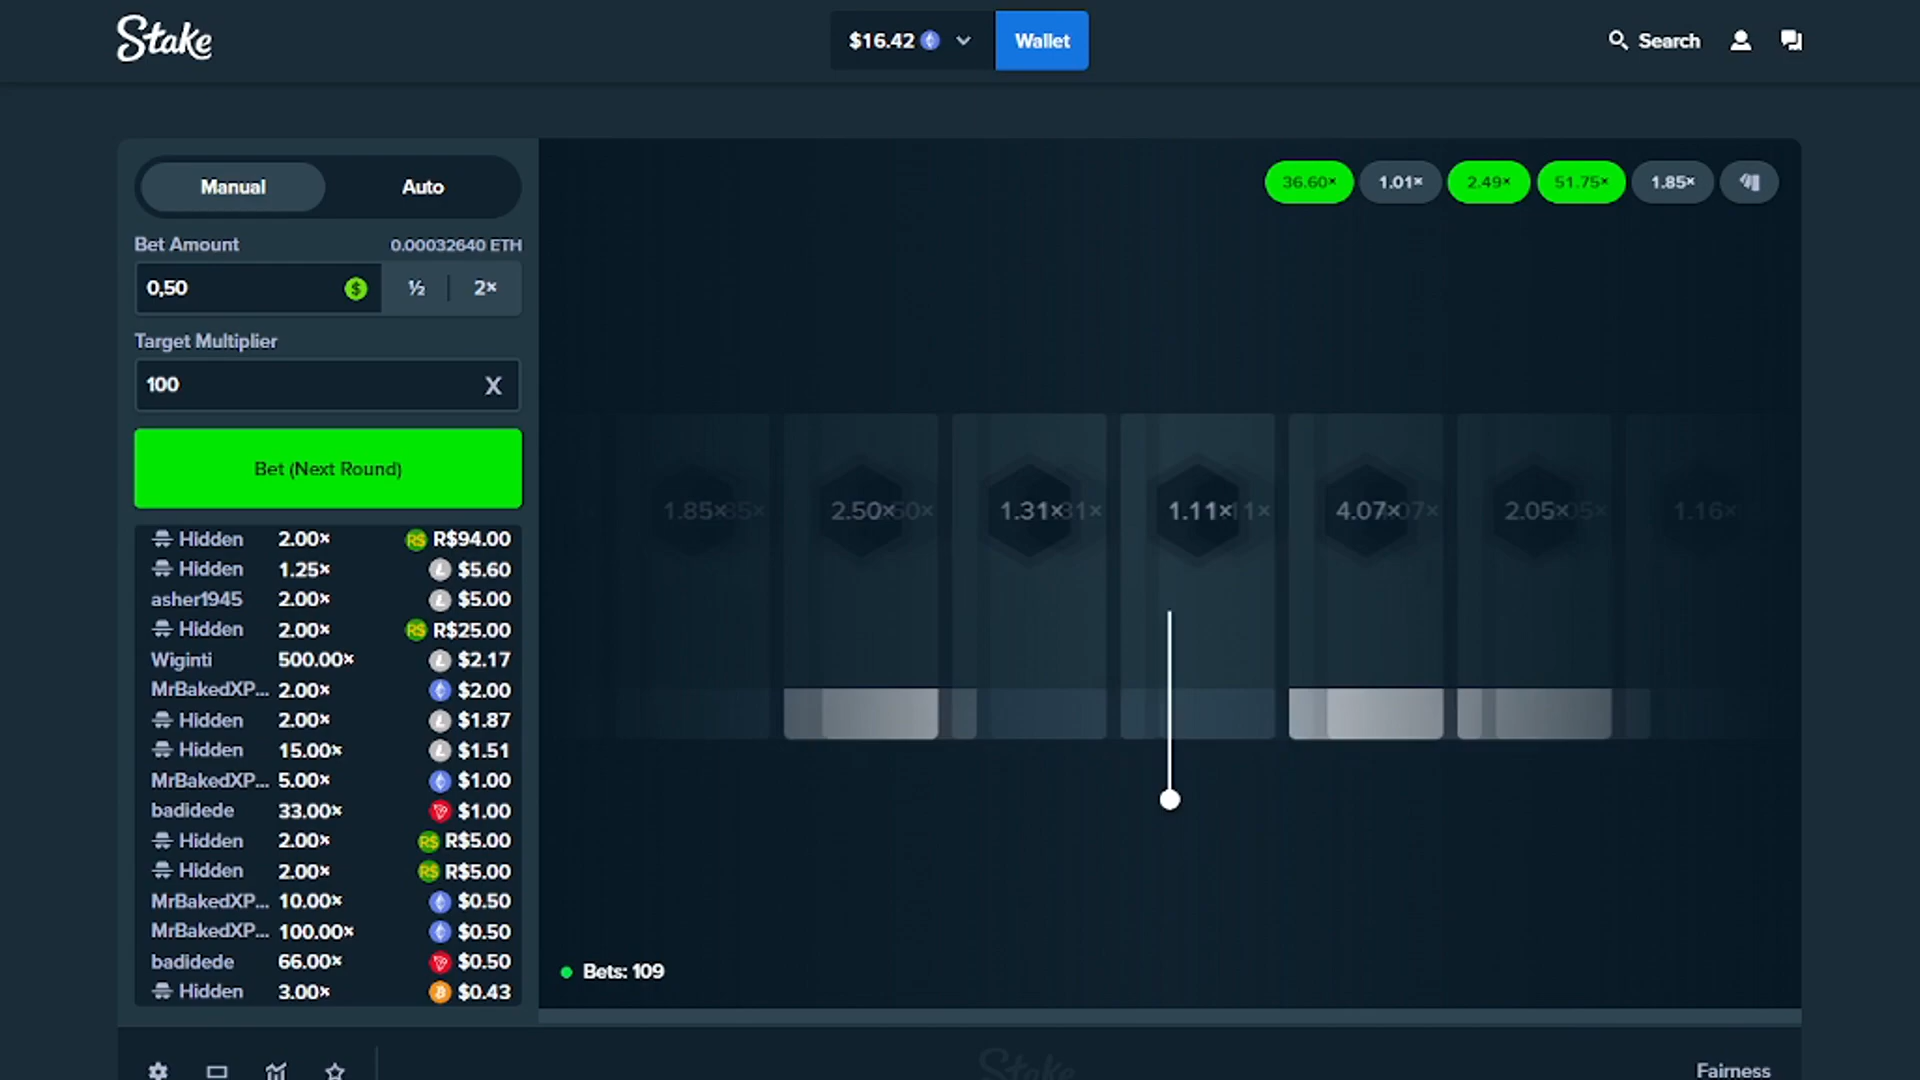 Stake
$16.42
Wallet
Search
Manual
Auto
Bet Amount
0.00032640 ETH
0,50
½
2×
Target Multiplier
100
X
Bet (Next Round)
Hidden 2.00× R$ R$94.00
Hidden 1.25× $5.60
asher1945 2.00× $5.00
Hidden 2.00× R$ R$25.00
Wiginti 500.00× $2.17
MrBakedXP... 2.00× $2.00
Hidden 2.00× $1.87
Hidden 15.00× $1.51
MrBakedXP... 5.00× $1.00
badidede 33.00× $1.00
Hidden 2.00× R$ R$5.00
Hidden 2.00× R$ R$5.00
MrBakedXP... 10.00× $0.50
MrBakedXP... 100.00× $0.50
badidede 66.00× $0.50
Hidden 3.00× $0.43
36.60× 1.01× 2.49× 51.75× 1.85×
1.85× 2.50× 1.31× 1.11× 4.07× 2.05× 1.16×
Bets: 109
Stake
Fairness